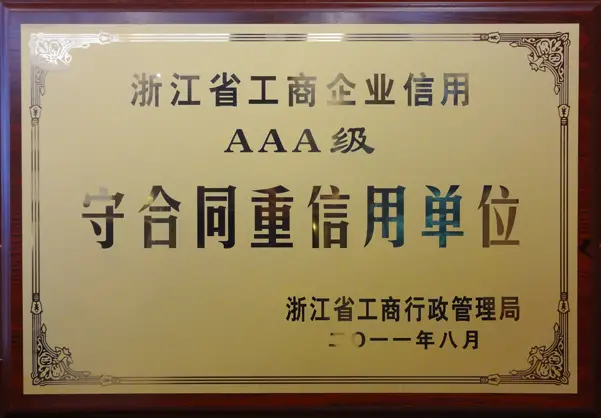 浙江省工商企业信用
AAA级
守合同重信用单位
浙江省工商行政管理局
二〇一一年八月